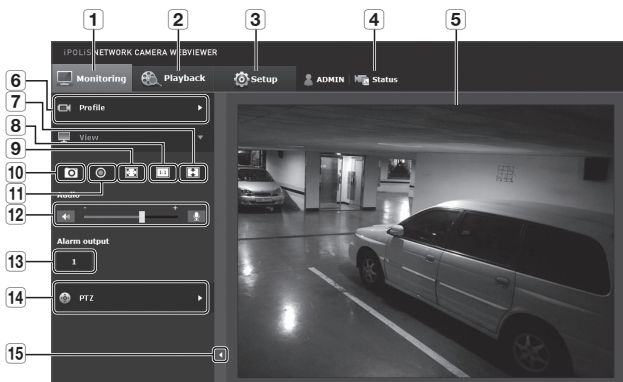 1 2 3 4 5
iPOLiS NETWORK CAMERA WEBVIEWER
Monitoring Playback Setup ADMIN Status
6 Profile
7
8 View
9 1:1
10
11 Audio
12 - +
Alarm output
13 1
14 PTZ
15